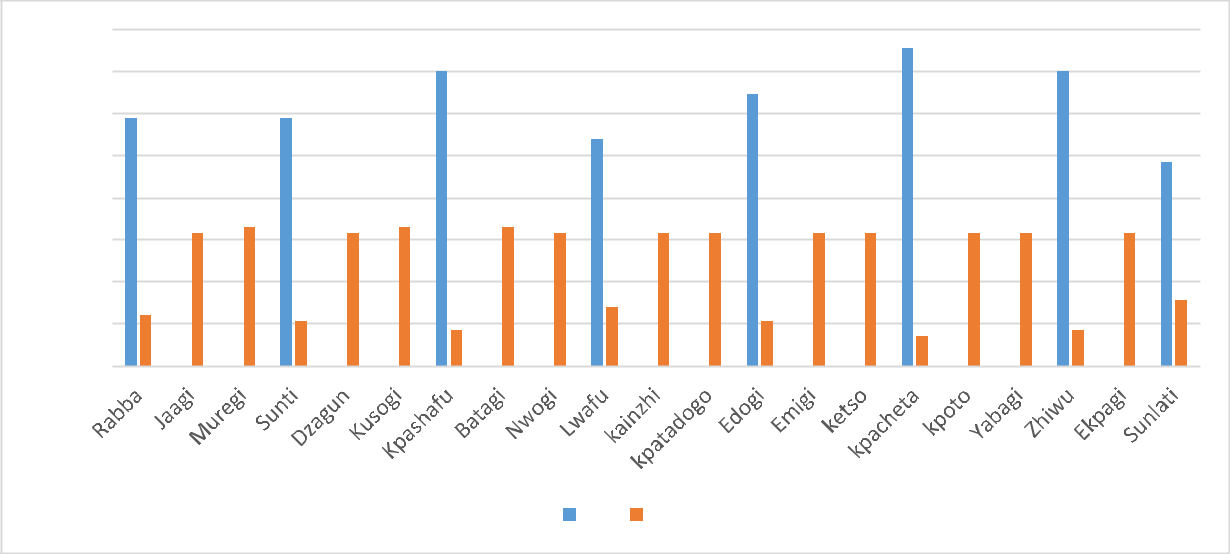 Rabba
Jaagi
Muregi
Sunti
Dzagun
Kusogi
Kpashafu
Batagi
Nwogi
Lwafu
kainzhi
kpatadogo
Edogi
Emigi
ketso
kpacheta
kpoto
Yabagi
Zhiwu
Ekpagi
Sunlati